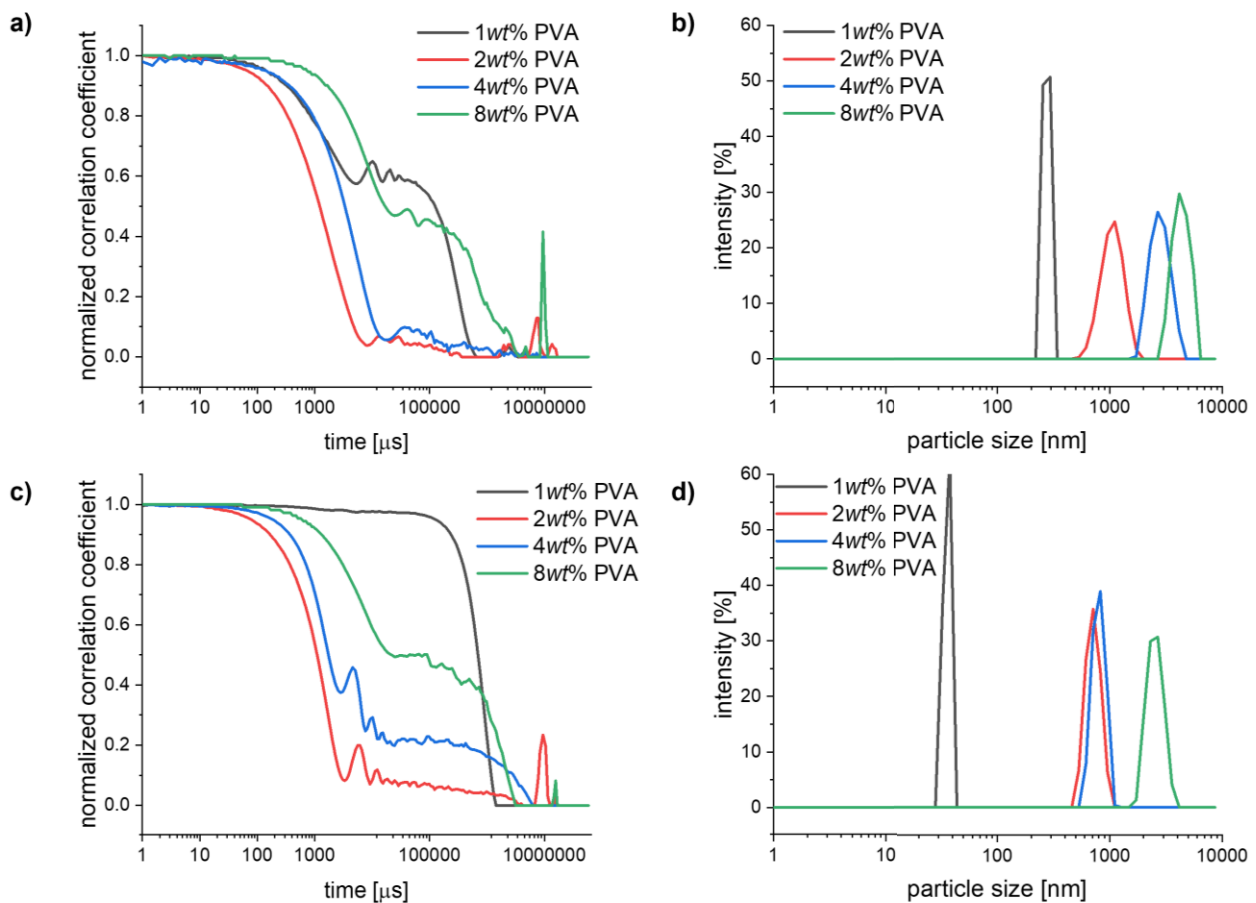 a)
1wt% PVA
2wt% PVA
4wt% PVA
8wt% PVA
normalized correlation coefficient
1.0
0.8
0.6
0.4
0.2
0.0
1 10 100 1000 100000 10000000
time [μs]
b)
1wt% PVA
2wt% PVA
4wt% PVA
8wt% PVA
intensity [%]
60
50
40
30
20
10
0
1 10 100 1000 10000
particle size [nm]
c)
1wt% PVA
2wt% PVA
4wt% PVA
8wt% PVA
normalized correlation coefficient
1.0
0.8
0.6
0.4
0.2
0.0
1 10 100 1000 100000 10000000
time [μs]
d)
1wt% PVA
2wt% PVA
4wt% PVA
8wt% PVA
intensity [%]
60
50
40
30
20
10
0
1 10 100 1000 10000
particle size [nm]